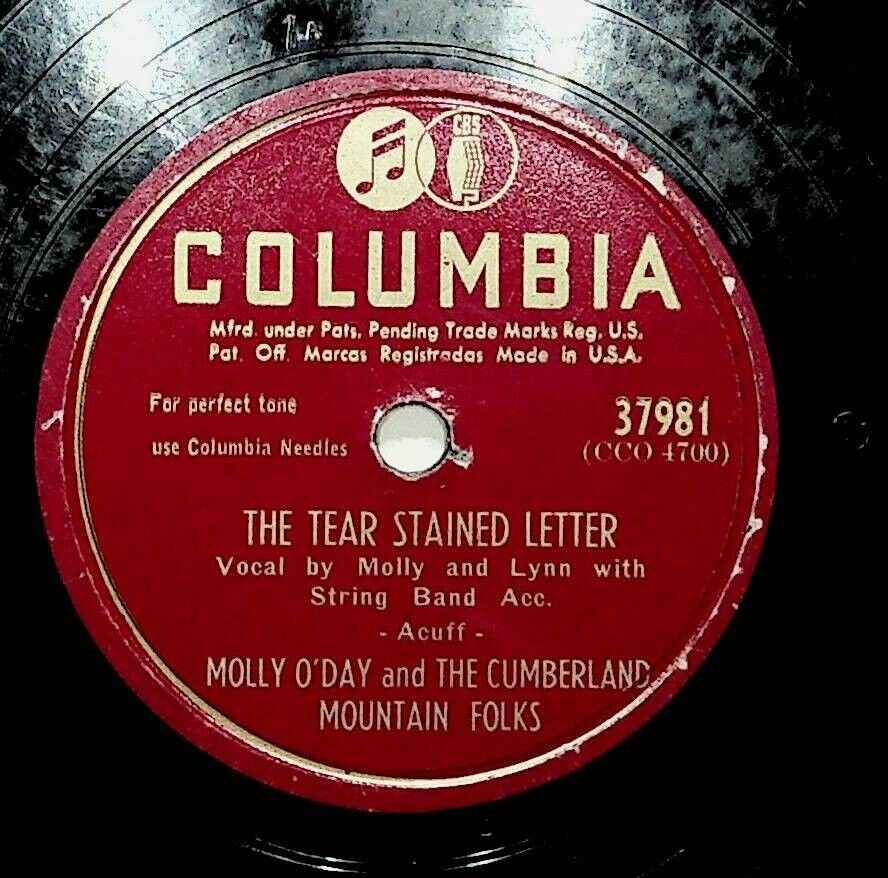 CBS
COLUMBIA
Mfrd. under Pats. Pending Trade Marks Reg. U.S.
Pat. Off. Marcas Registradas Made in U.S.A.
For perfect tone
use Columbia Needles
37981
(CCO 4700)
THE TEAR STAINED LETTER
Vocal by Molly and Lynn with
String Band Acc.
- Acuff -
MOLLY O'DAY and THE CUMBERLAND
MOUNTAIN FOLKS